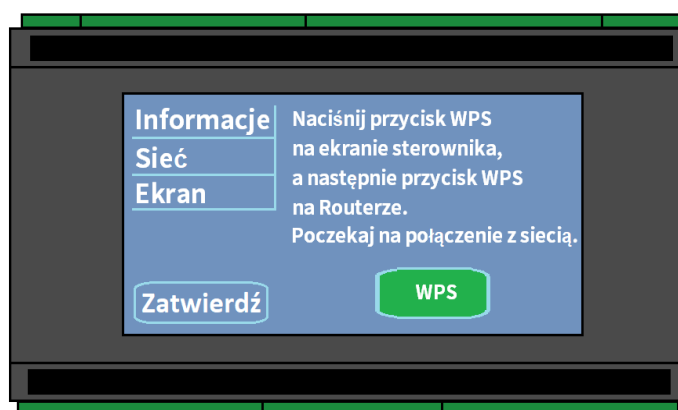 Informacje
Sieć
Ekran
Zatwierdź
Naciśnij przycisk WPS
na ekranie sterownika,
a następnie przycisk WPS
na Routerze.
Poczekaj na połączenie z siecią.
WPS